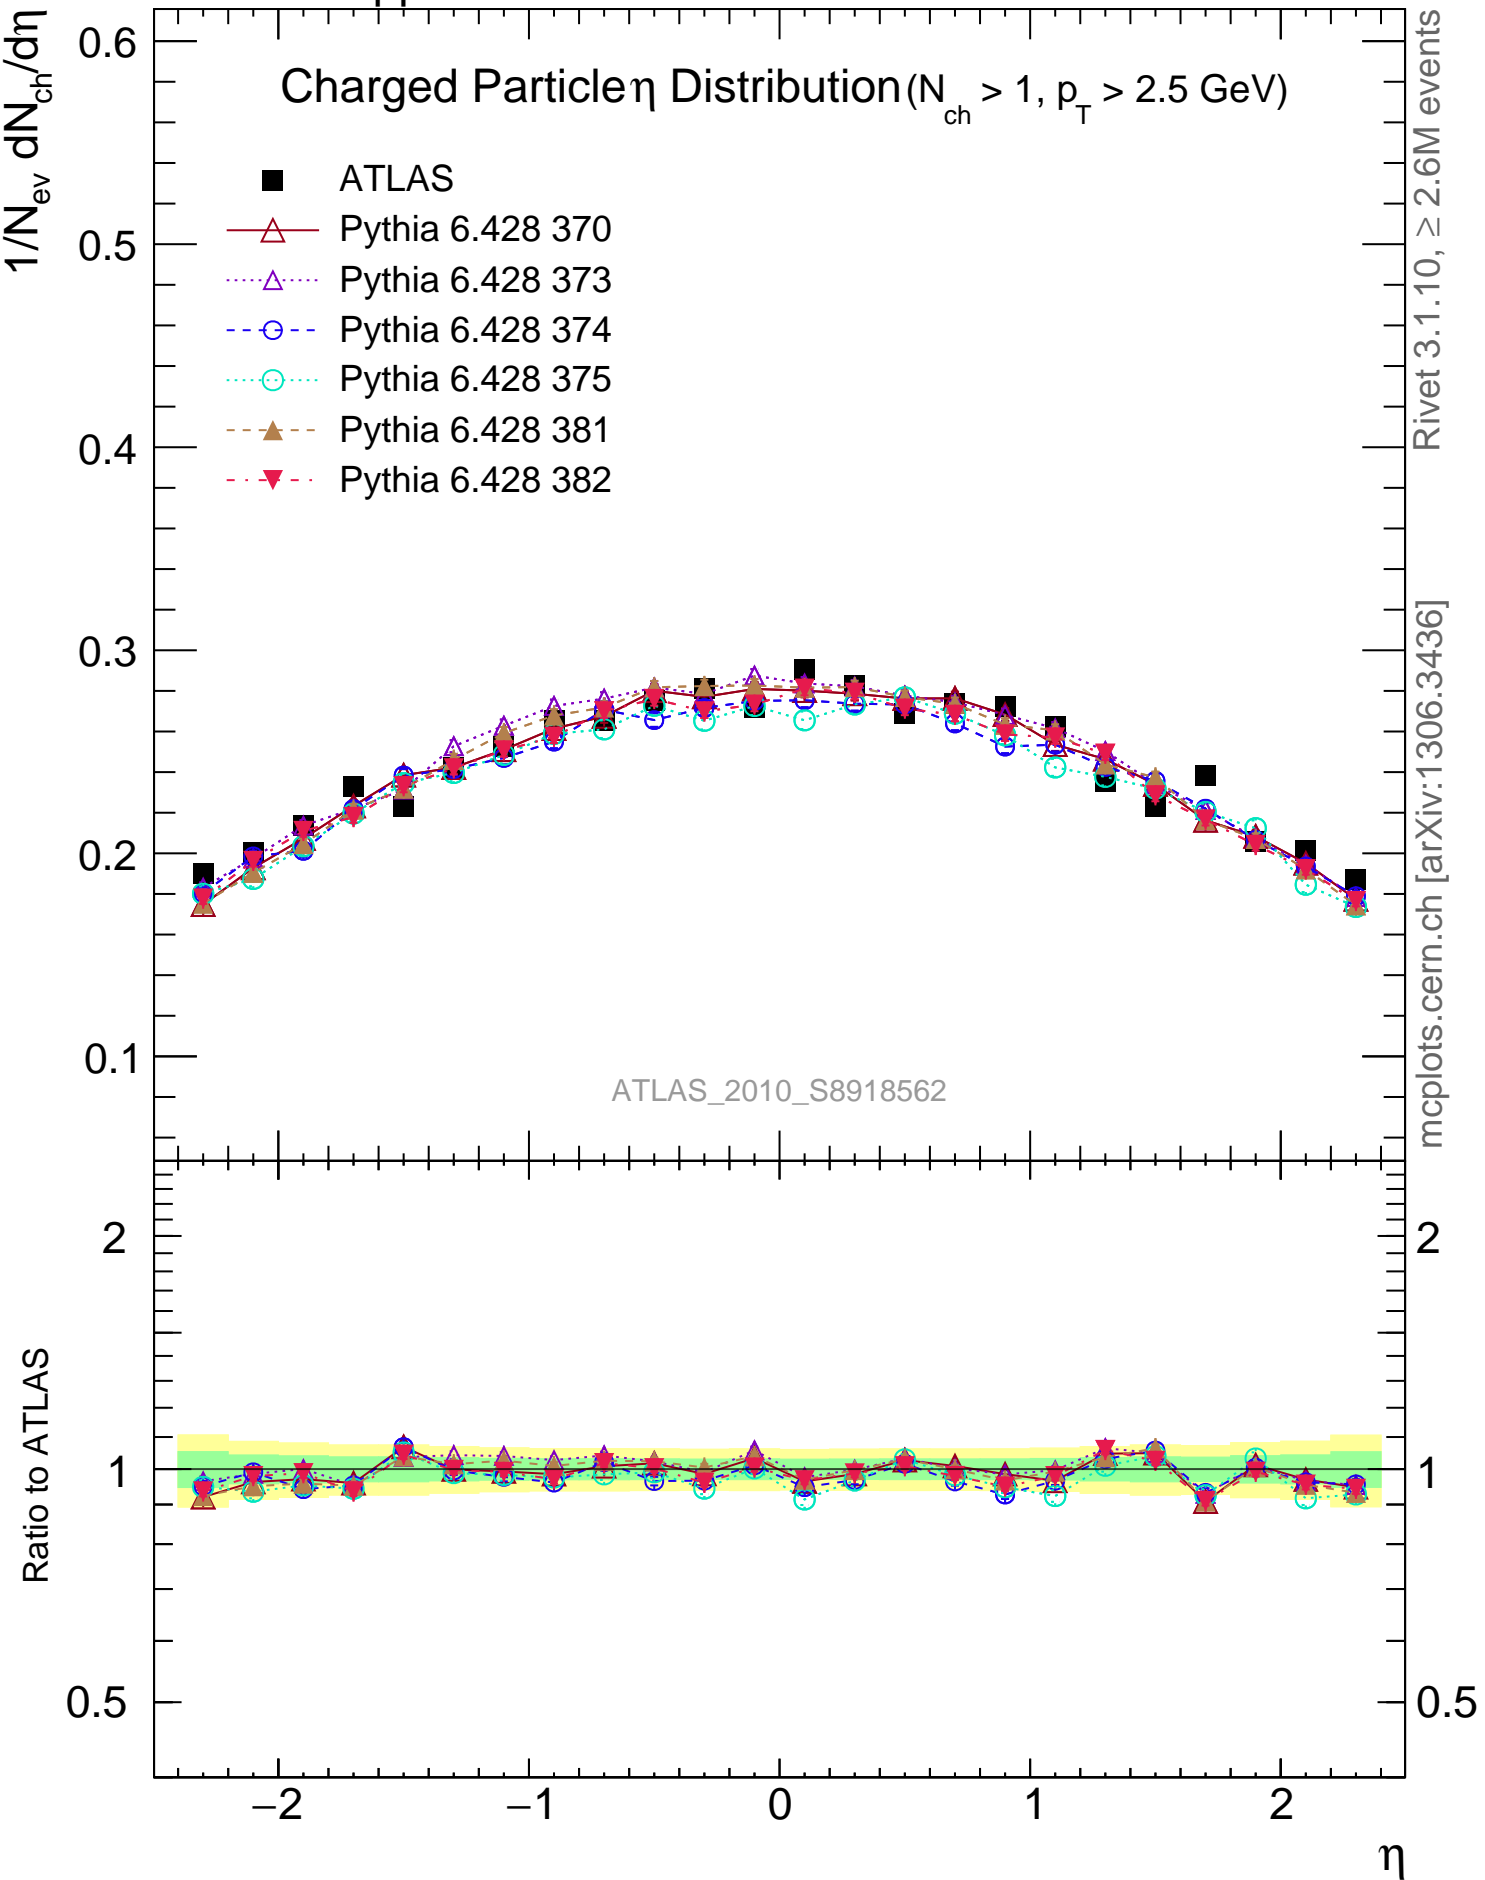 Charged Particle η Distribution (N_ch > 1, p_T > 2.5 GeV)
1/N_ev dN_ch/dη
ATLAS
Pythia 6.428 370
Pythia 6.428 373
Pythia 6.428 374
Pythia 6.428 375
Pythia 6.428 381
Pythia 6.428 382
0.6
0.5
0.4
0.3
0.2
0.1
ATLAS_2010_S8918562
Rivet 3.1.10, ≥ 2.6M events
mcplots.cern.ch [arXiv:1306.3436]
Ratio to ATLAS
2
1
0.5
2
1
0.5
−2
−1
0
1
2
η